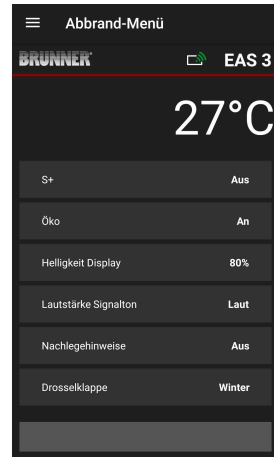 Abbrand-Menü
BRUNNER
EAS 3
27°C
S+ Aus
Öko An
Helligkeit Display 80%
Lautstärke Signalton Laut
Nachlegehinweise Aus
Drosselklappe Winter